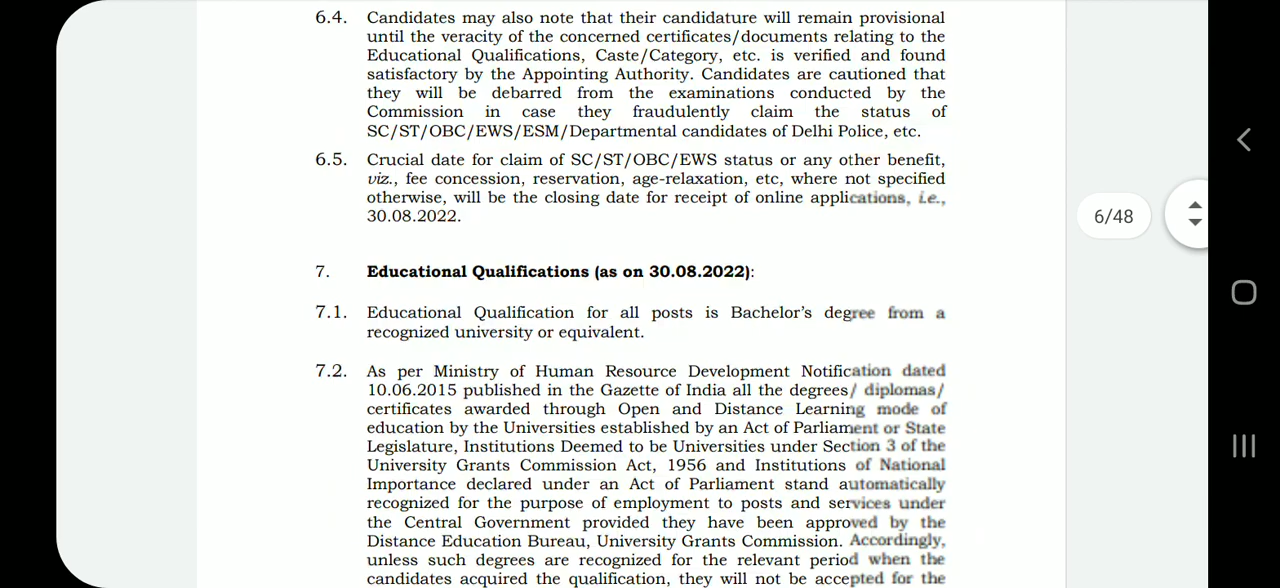 6.4. Candidates may also note that their candidature will remain provisional
until the veracity of the concerned certificates/documents relating to the
Educational Qualifications, Caste/Category, etc. is verified and found
satisfactory by the Appointing Authority. Candidates are cautioned that
they will be debarred from the examinations conducted by the
Commission in case they fraudulently claim the status of
SC/ST/OBC/EWS/ESM/Departmental candidates of Delhi Police, etc.
6.5. Crucial date for claim of SC/ST/OBC/EWS status or any other benefit,
viz., fee concession, reservation, age-relaxation, etc, where not specified
otherwise, will be the closing date for receipt of online applications, i.e.,
30.08.2022.
6/48
7. Educational Qualifications (as on 30.08.2022):
7.1. Educational Qualification for all posts is Bachelor's degree from a
recognized university or equivalent.
7.2. As per Ministry of Human Resource Development Notification dated
10.06.2015 published in the Gazette of India all the degrees/ diplomas/
certificates awarded through Open and Distance Learning mode of
education by the Universities established by an Act of Parliament or State
Legislature, Institutions Deemed to be Universities under Section 3 of the
University Grants Commission Act, 1956 and Institutions of National
Importance declared under an Act of Parliament stand automatically
recognized for the purpose of employment to posts and services under
the Central Government provided they have been approved by the
Distance Education Bureau, University Grants Commission. Accordingly,
unless such degrees are recognized for the relevant period when the
candidates acquired the qualification, they will not be accepted for the